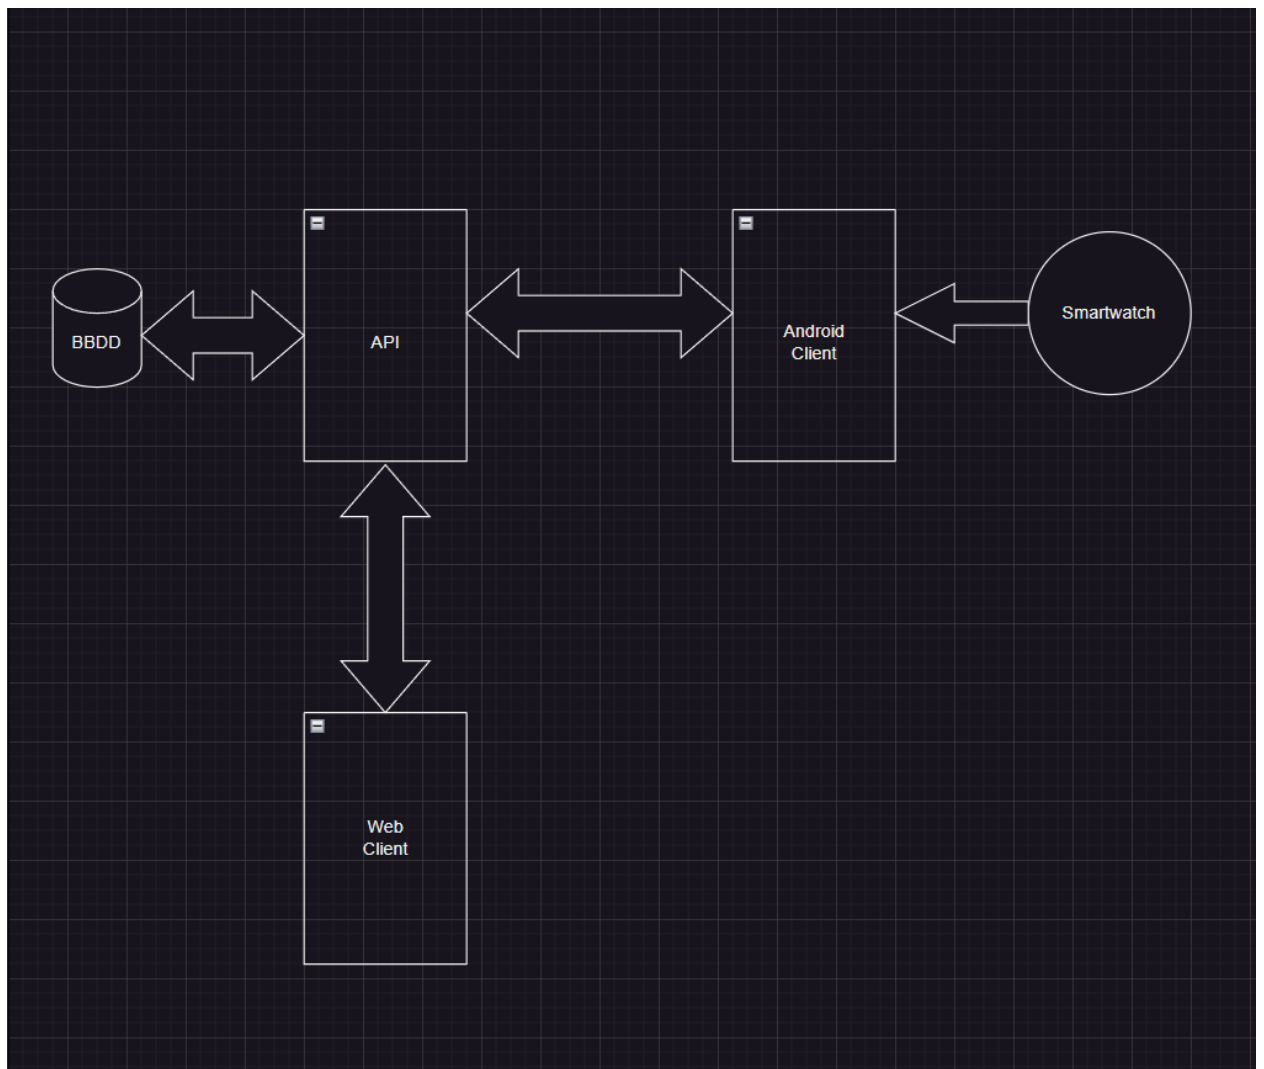 BBDD
API
Android
Client
Smartwatch
Web
Client